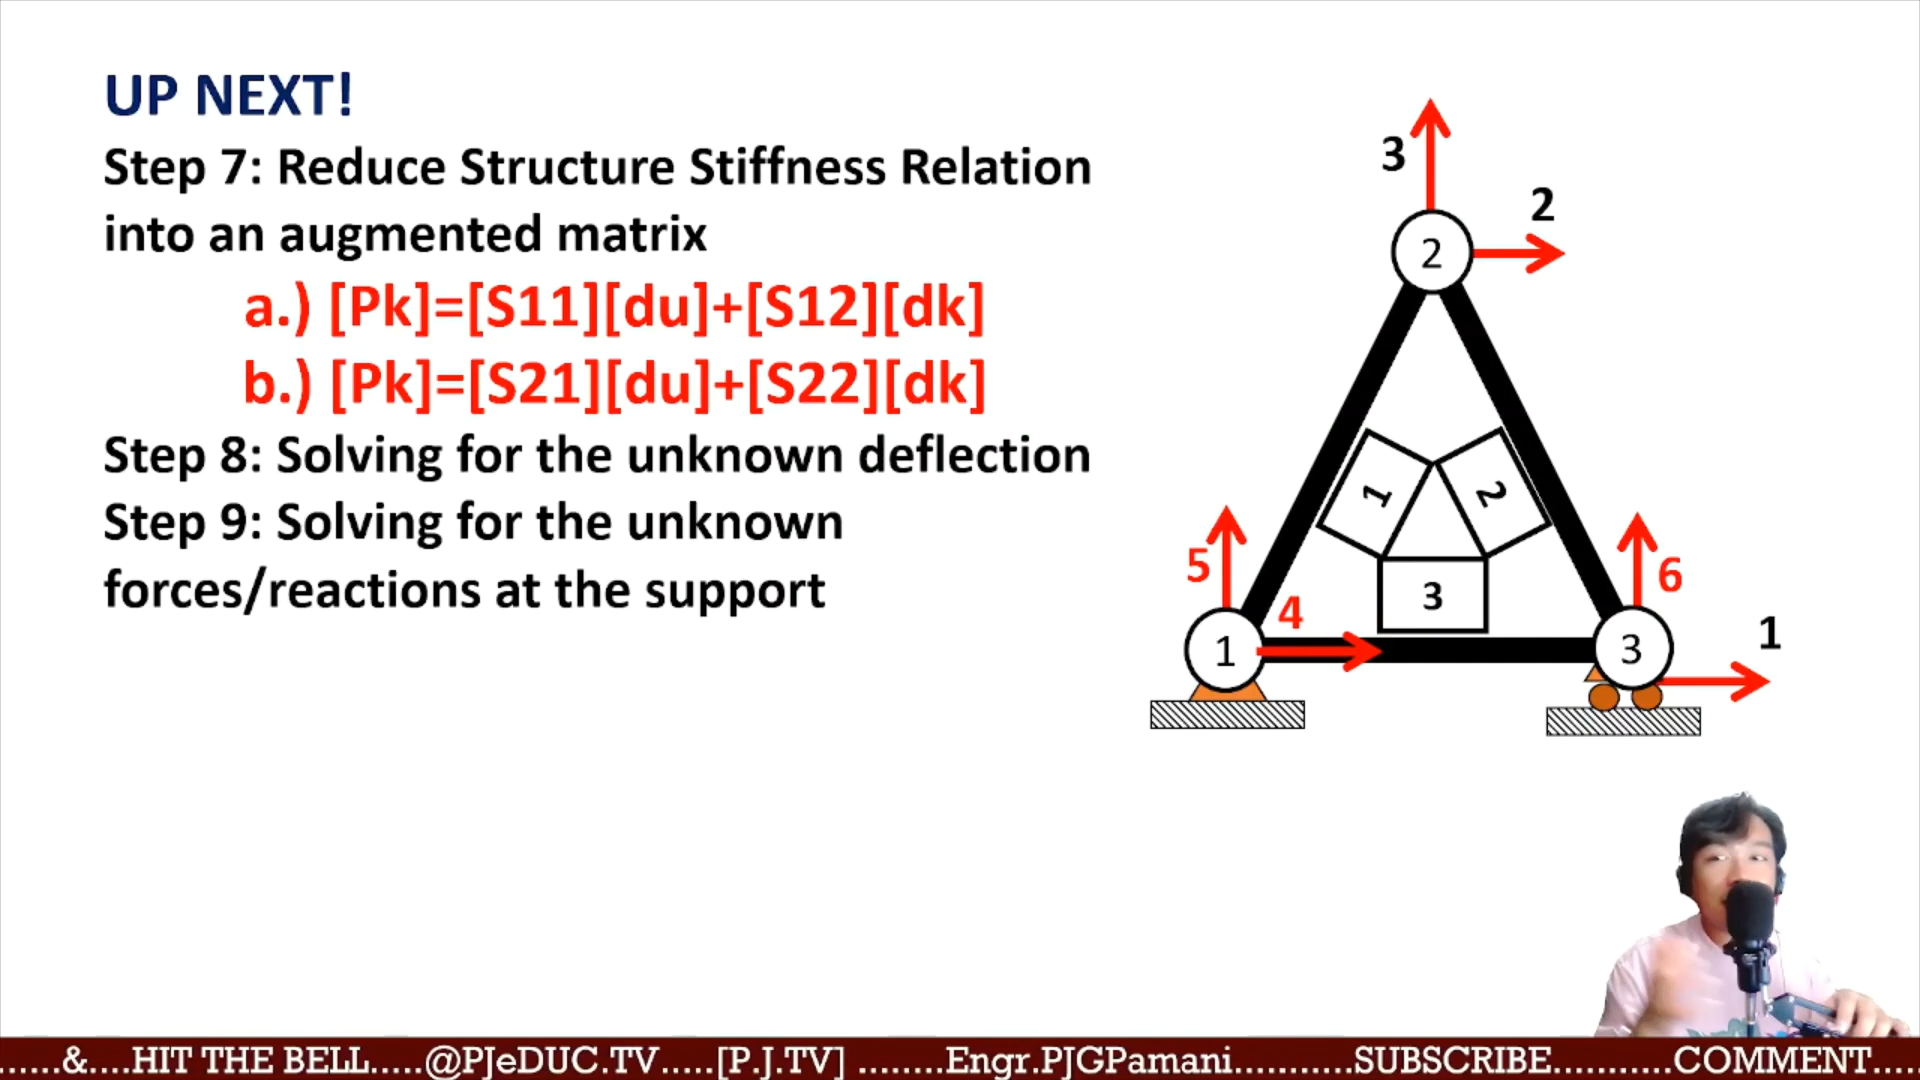 UP NEXT!
Step 7: Reduce Structure Stiffness Relation
into an augmented matrix
a.) [Pk]=[S11][du]+[S12][dk]
b.) [Pk]=[S21][du]+[S22][dk]
Step 8: Solving for the unknown deflection
Step 9: Solving for the unknown
forces/reactions at the support
3
2
2
1
2
3
5
4
6
1
1
3
......&....HIT THE BELL.....@PJeDUC.TV.....[P.J.TV] ........Engr.PJGPamani...........SUBSCRIBE...........COMMENT....